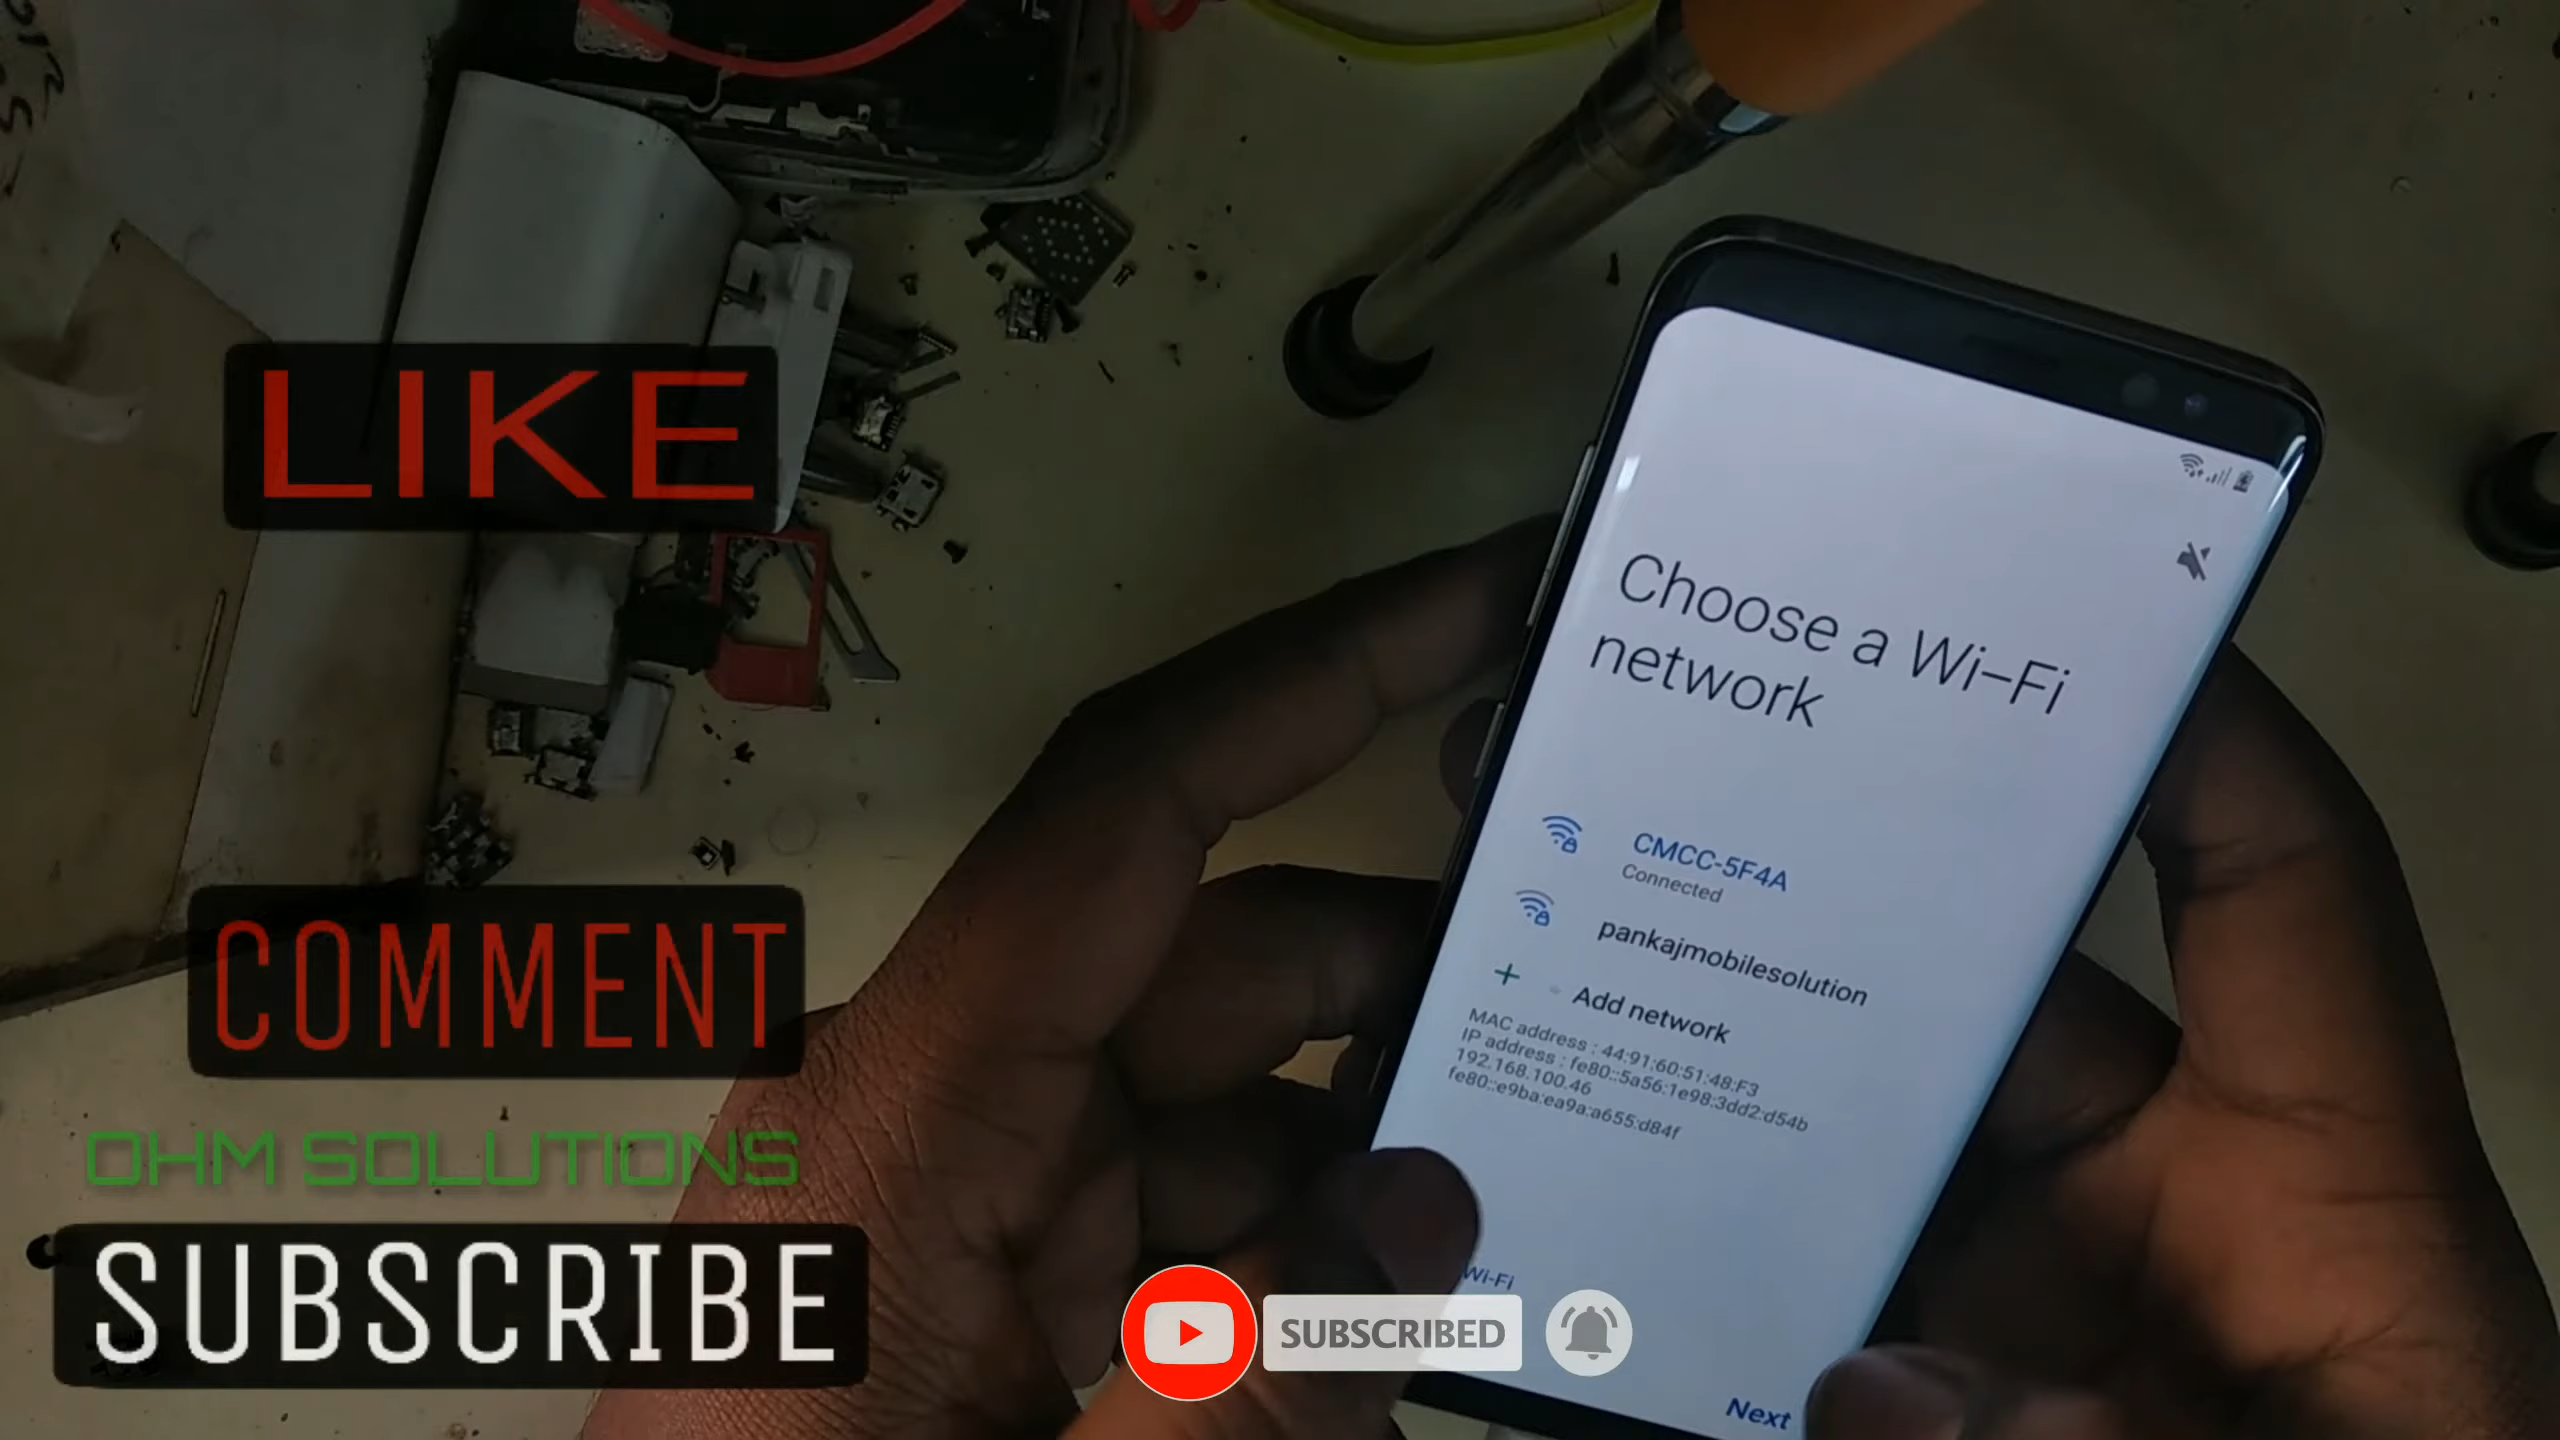 LIKE
COMMENT
OHM SOLUTIONS
SUBSCRIBE
Choose a Wi-Fi
network
CMCC-5F4A
Connected
pankajmobilesolution
Add network
MAC address : 44:91:60:51:48:F3
IP address : fe80::5a56:1e98:3dd2:d54b
192.168.100.46
fe80::e9ba:ea9a:a655:d84f
Wi-Fi
SUBSCRIBED
Next